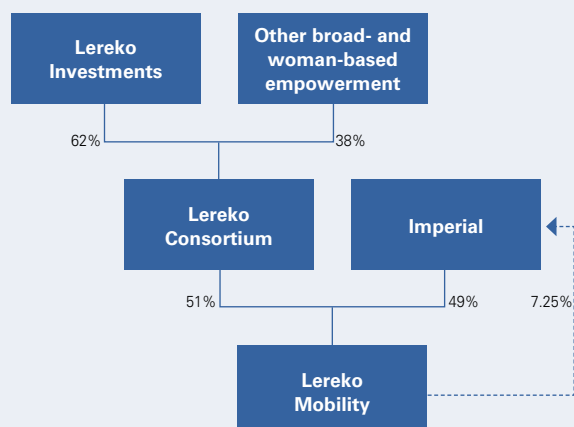 Lereko
Investments
Other broad- and
woman-based
empowerment
62%
38%
Lereko
Consortium
Imperial
51%
49%
7.25%
Lereko
Mobility